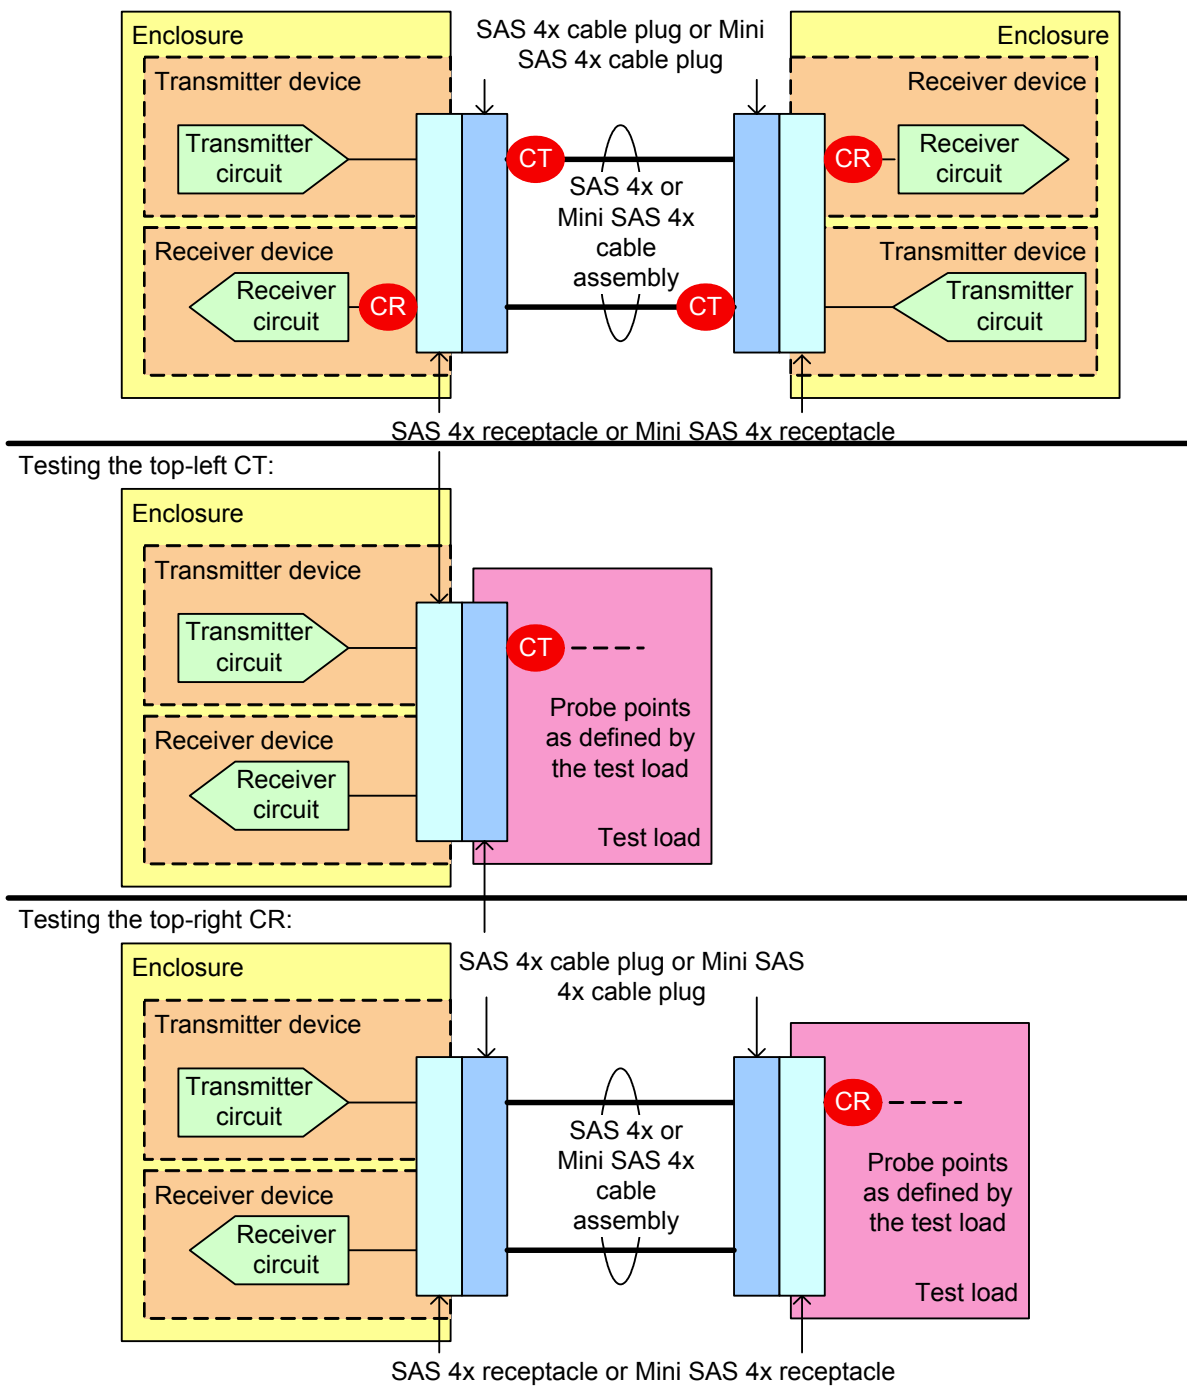 SAS 4x cable plug or Mini
SAS 4x cable plug
Enclosure
Enclosure
Transmitter device
Receiver device
Transmitter
circuit
CT
CR
Receiver
circuit
SAS 4x or
Mini SAS 4x
cable
assembly
Receiver device
Transmitter device
Receiver
circuit
CR
CT
Transmitter
circuit
SAS 4x receptacle or Mini SAS 4x receptacle
Testing the top-left CT:
Enclosure
Transmitter device
Transmitter
circuit
CT
Receiver device
Receiver
circuit
Probe points
as defined by
the test load
Test load
Testing the top-right CR:
SAS 4x cable plug or Mini SAS
4x cable plug
Enclosure
Transmitter device
Transmitter
circuit
CR
SAS 4x or
Mini SAS 4x
cable
assembly
Receiver device
Receiver
circuit
Probe points
as defined by
the test load
Test load
SAS 4x receptacle or Mini SAS 4x receptacle